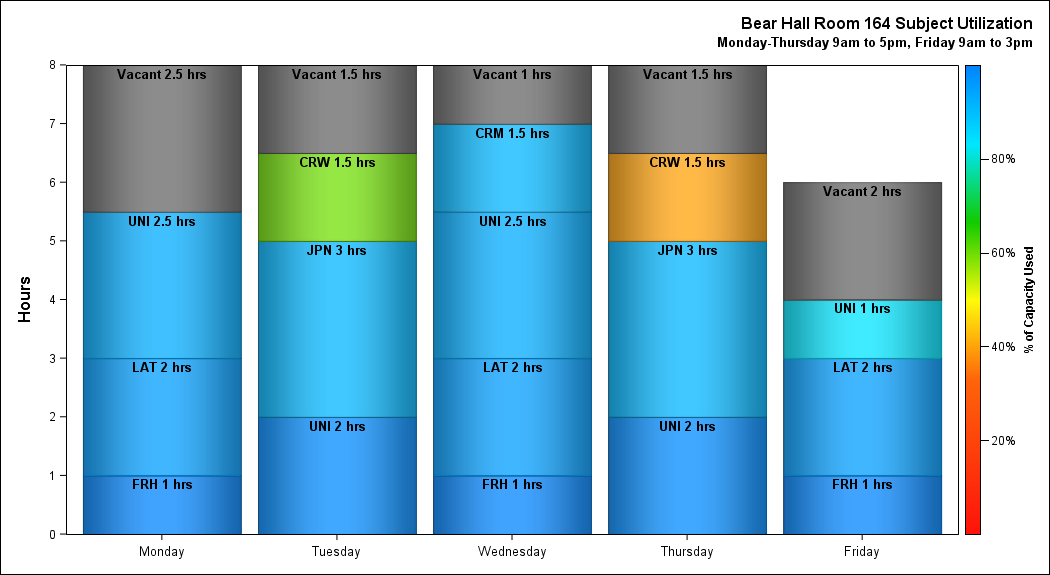 Bear Hall Room 164 Subject Utilization
Monday-Thursday 9am to 5pm, Friday 9am to 3pm
Hours
8
7
6
5
4
3
2
1
0
Vacant 2.5 hrs
UNI 2.5 hrs
LAT 2 hrs
FRH 1 hrs
Monday
Vacant 1.5 hrs
CRW 1.5 hrs
JPN 3 hrs
UNI 2 hrs
Tuesday
Vacant 1 hrs
CRM 1.5 hrs
UNI 2.5 hrs
LAT 2 hrs
FRH 1 hrs
Wednesday
Vacant 1.5 hrs
CRW 1.5 hrs
JPN 3 hrs
UNI 2 hrs
Thursday
Vacant 2 hrs
UNI 1 hrs
LAT 2 hrs
FRH 1 hrs
Friday
80%
60%
40%
20%
% of Capacity Used